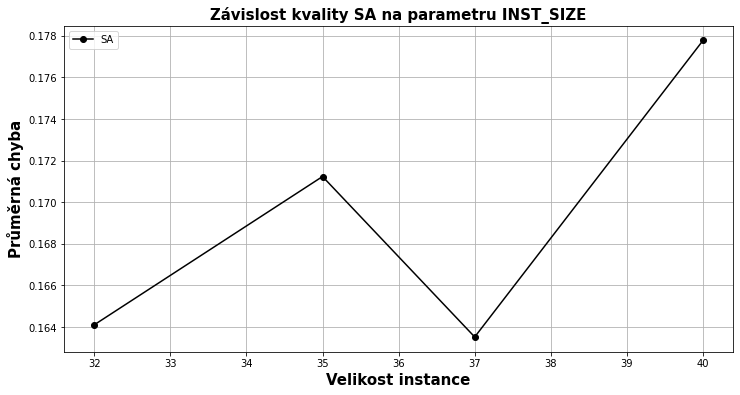 Závislost kvality SA na parametru INST_SIZE
SA
Průměrná chyba
0.178
0.176
0.174
0.172
0.170
0.168
0.166
0.164
32 33 34 35 36 37 38 39 40
Velikost instance